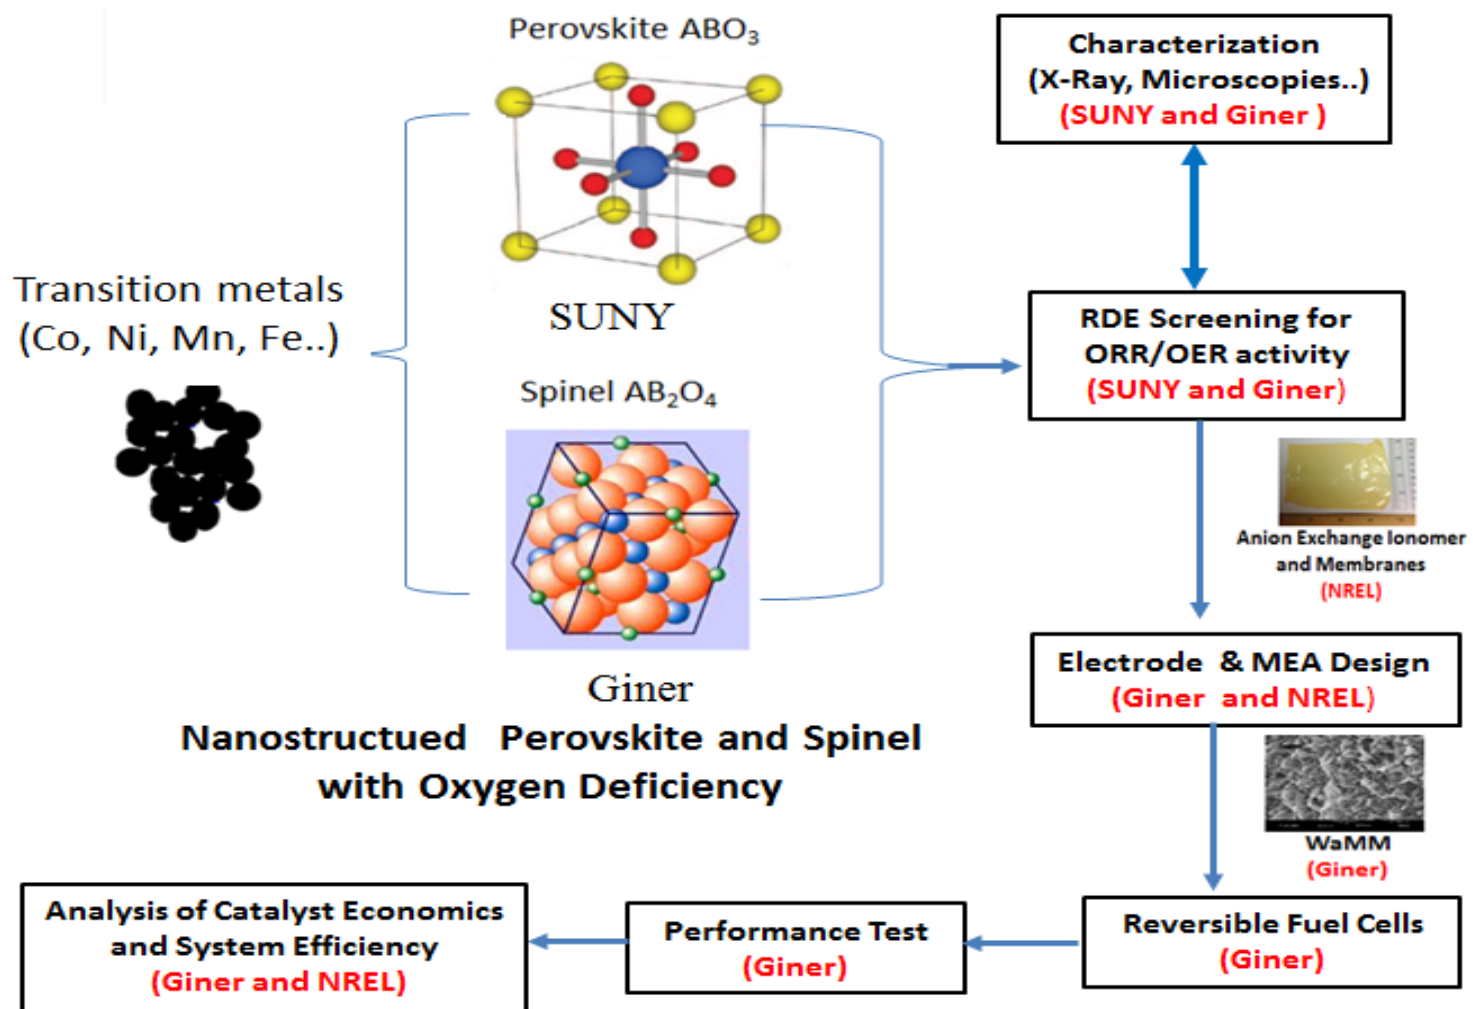 Perovskite ABO₃
SUNY
Transition metals
(Co, Ni, Mn, Fe..)
Spinel AB₂O₄
Giner
Nanostructued Perovskite and Spinel
with Oxygen Deficiency
Characterization
(X-Ray, Microscopies..)
(SUNY and Giner )
RDE Screening for
ORR/OER activity
(SUNY and Giner)
Anion Exchange Ionomer
and Membranes
(NREL)
Electrode & MEA Design
(Giner and NREL)
WaMM
(Giner)
Reversible Fuel Cells
(Giner)
Performance Test
(Giner)
Analysis of Catalyst Economics
and System Efficiency
(Giner and NREL)